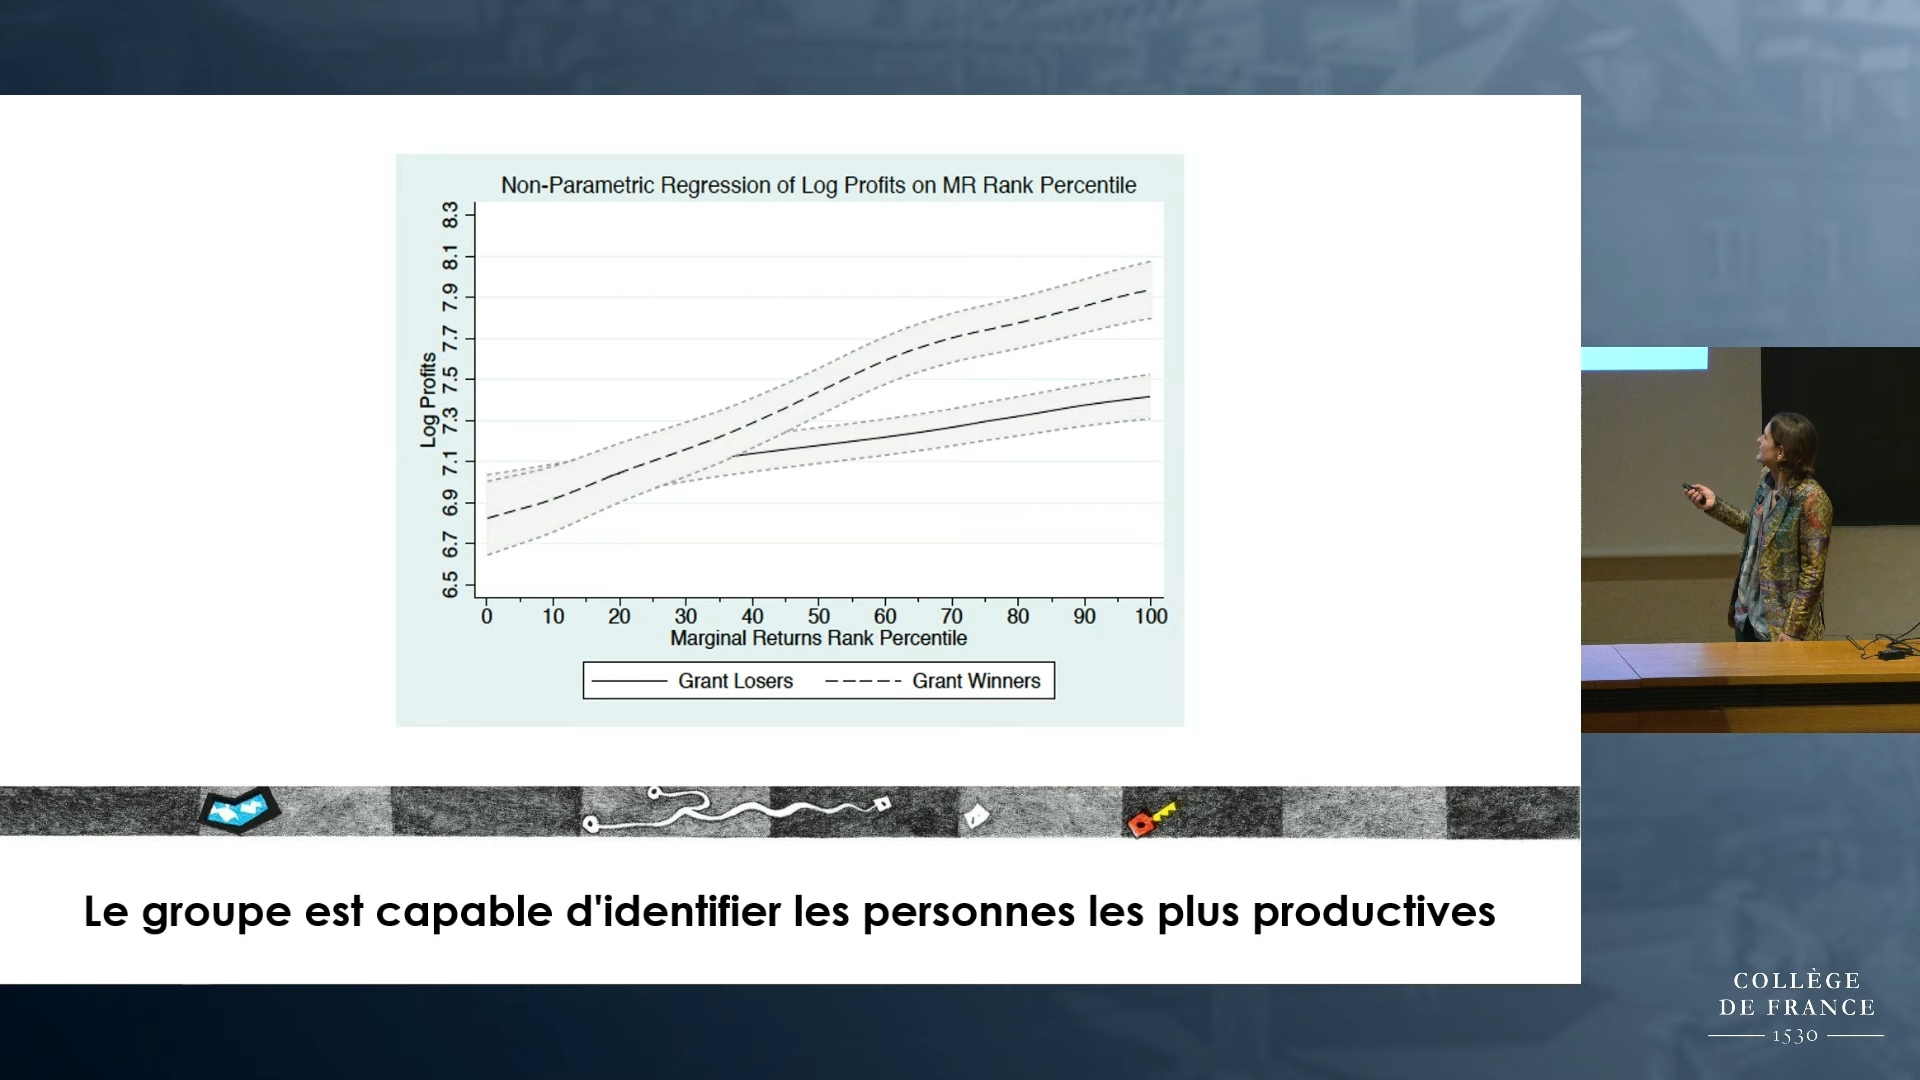 Non-Parametric Regression of Log Profits on MR Rank Percentile
Log Profits
8.3
8.1
7.9
7.7
7.5
7.3
7.1
6.9
6.7
6.5
0 10 20 30 40 50 60 70 80 90 100
Marginal Returns Rank Percentile
Grant Losers Grant Winners
Le groupe est capable d'identifier les personnes les plus productives
COLLÈGE
DE FRANCE
1530